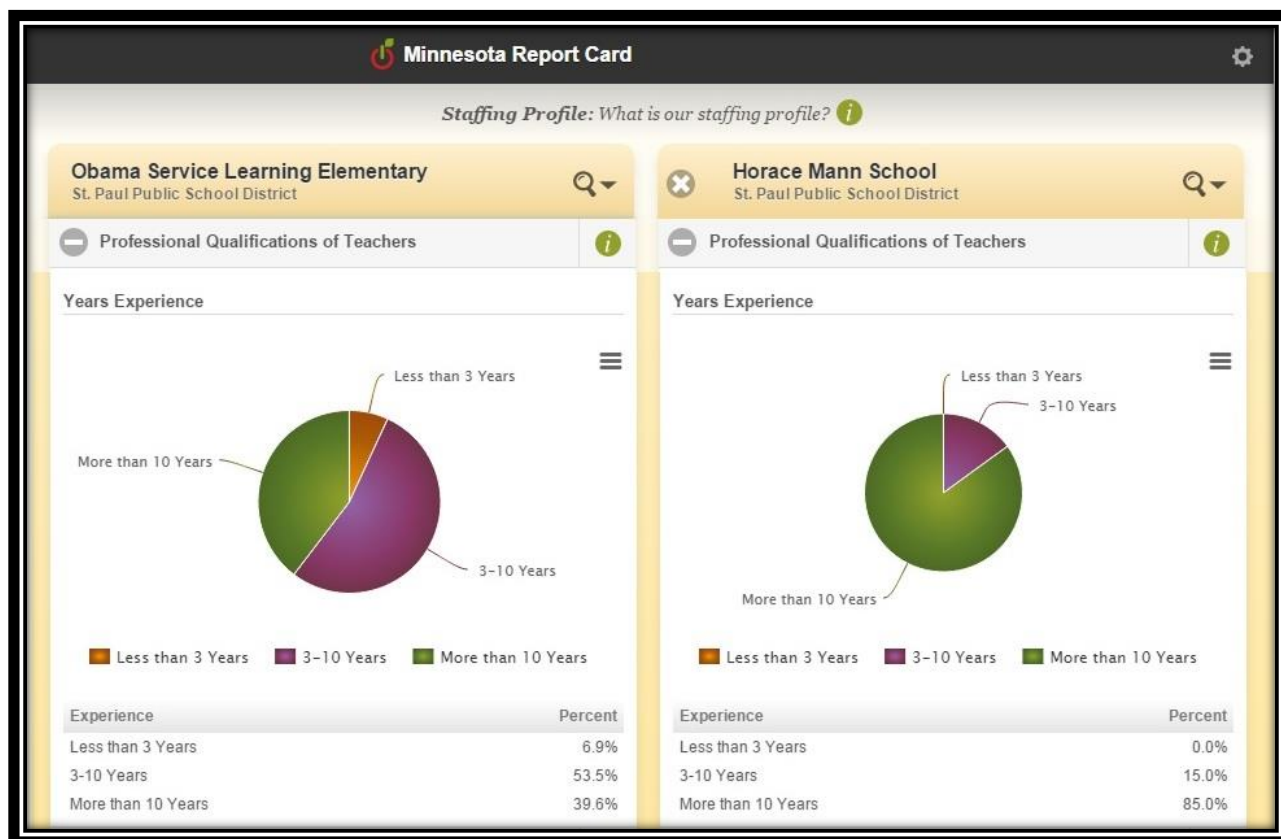 Minnesota Report Card
Staffing Profile: What is our staffing profile? i
Obama Service Learning Elementary
St. Paul Public School District
Professional Qualifications of Teachers i
Years Experience
Less than 3 Years
More than 10 Years
3-10 Years
Less than 3 Years 3-10 Years More than 10 Years
Experience Percent
Less than 3 Years 6.9%
3-10 Years 53.5%
More than 10 Years 39.6%
Horace Mann School
St. Paul Public School District
Professional Qualifications of Teachers i
Years Experience
Less than 3 Years
3-10 Years
More than 10 Years
Less than 3 Years 3-10 Years More than 10 Years
Experience Percent
Less than 3 Years 0.0%
3-10 Years 15.0%
More than 10 Years 85.0%